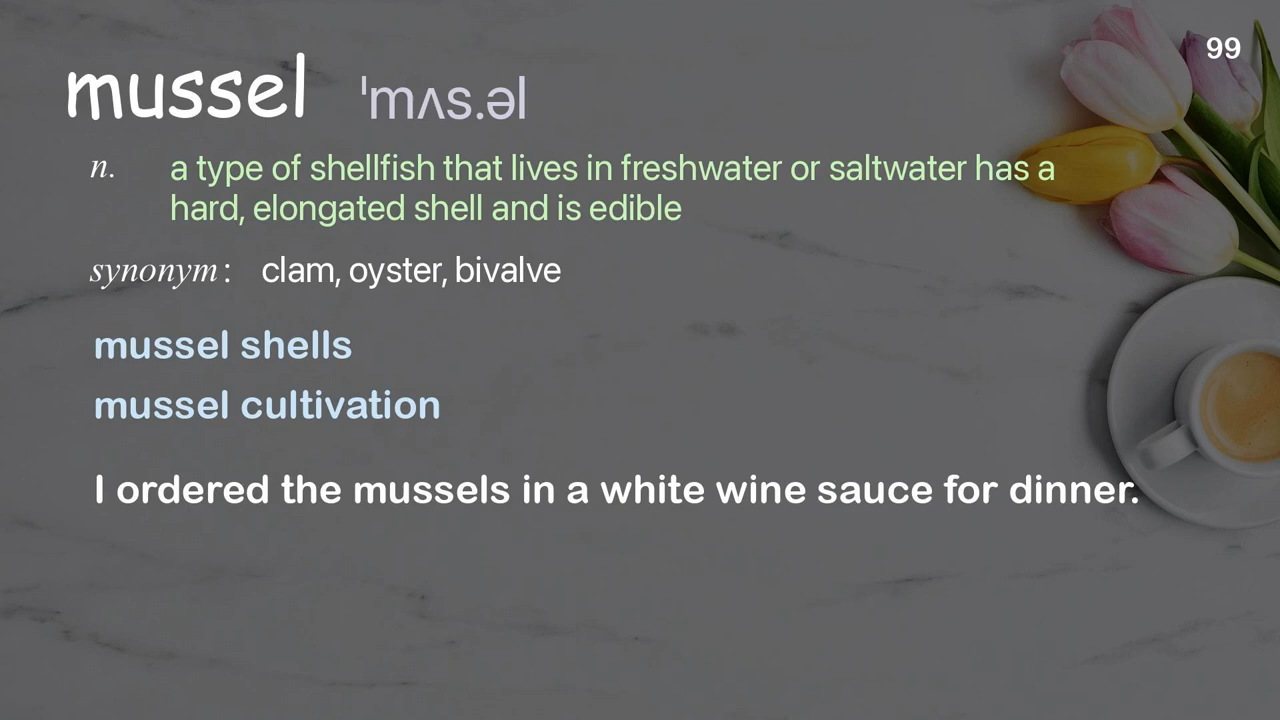 99
mussel ˈmʌs.əl
n. a type of shellfish that lives in freshwater or saltwater has a
hard, elongated shell and is edible
synonym: clam, oyster, bivalve
mussel shells
mussel cultivation
I ordered the mussels in a white wine sauce for dinner.